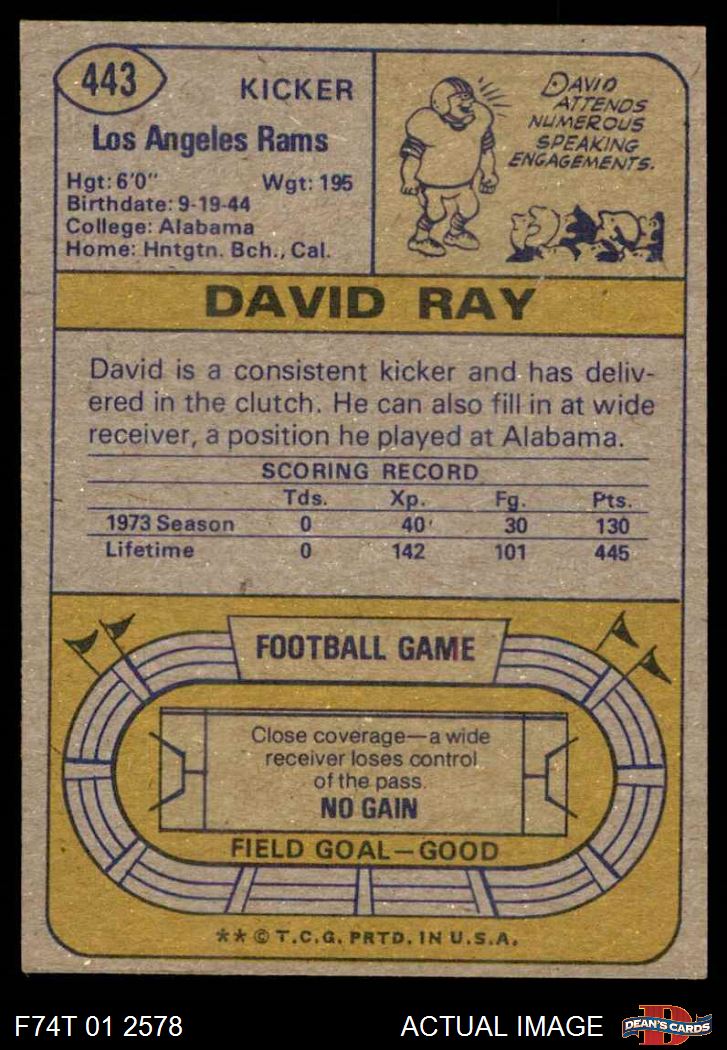 443
KICKER
Los Angeles Rams
Hgt: 6'0" Wgt: 195
Birthdate: 9-19-44
College: Alabama
Home: Hntgtn. Bch., Cal.
DAVID
ATTENDS
NUMEROUS
SPEAKING
ENGAGEMENTS.
DAVID RAY
David is a consistent kicker and has deliv-
ered in the clutch. He can also fill in at wide
receiver, a position he played at Alabama.
SCORING RECORD
Tds. Xp. Fg. Pts.
1973 Season 0 40 30 130
Lifetime 0 142 101 445
FOOTBALL GAME
Close coverage—a wide
receiver loses control
of the pass.
NO GAIN
FIELD GOAL—GOOD
** © T.C.G. PRTD. IN U.S.A.
F74T 01 2578 ACTUAL IMAGE
D
DEAN'S CARDS